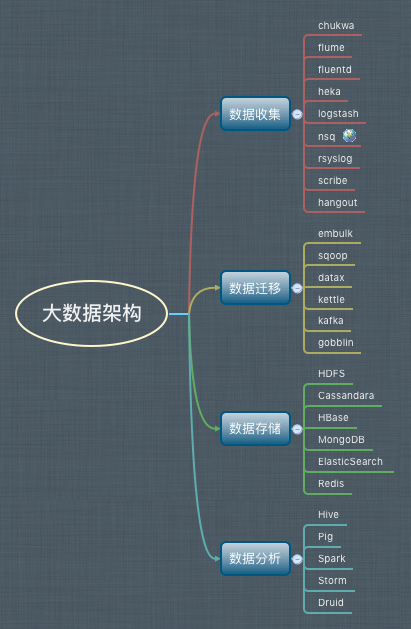 大数据架构
数据收集
chukwa
flume
fluentd
heka
logstash
nsq
rsyslog
scribe
hangout
数据迁移
embulk
sqoop
datax
kettle
kafka
gobblin
数据存储
HDFS
Cassandara
HBase
MongoDB
ElasticSearch
Redis
数据分析
Hive
Pig
Spark
Storm
Druid